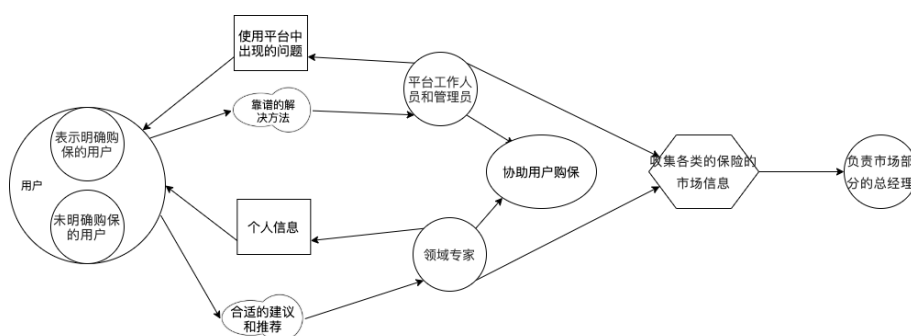 使用平台中
出现的问题
平台工作人
员和管理员
靠谱的解
决方法
表示明确购
保的用户
用户
未明确购保
的用户
协助用户购保
收集各类的保险的
市场信息
负责市场部
分的总经理
个人信息
领域专家
合适的建议
和推荐